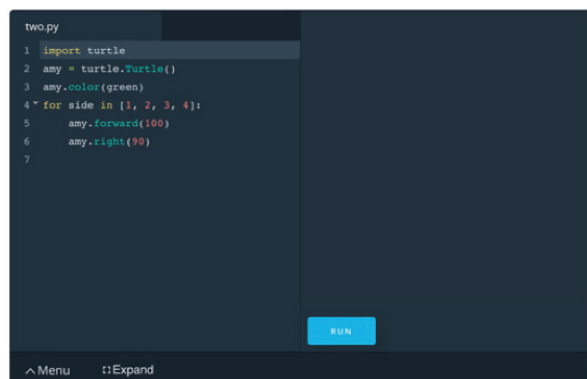 two.py
1 import turtle
2 amy = turtle.Turtle()
3 amy.color(green)
4 for side in [1, 2, 3, 4]:
5     amy.forward(100)
6     amy.right(90)
7
RUN
Menu
Expand